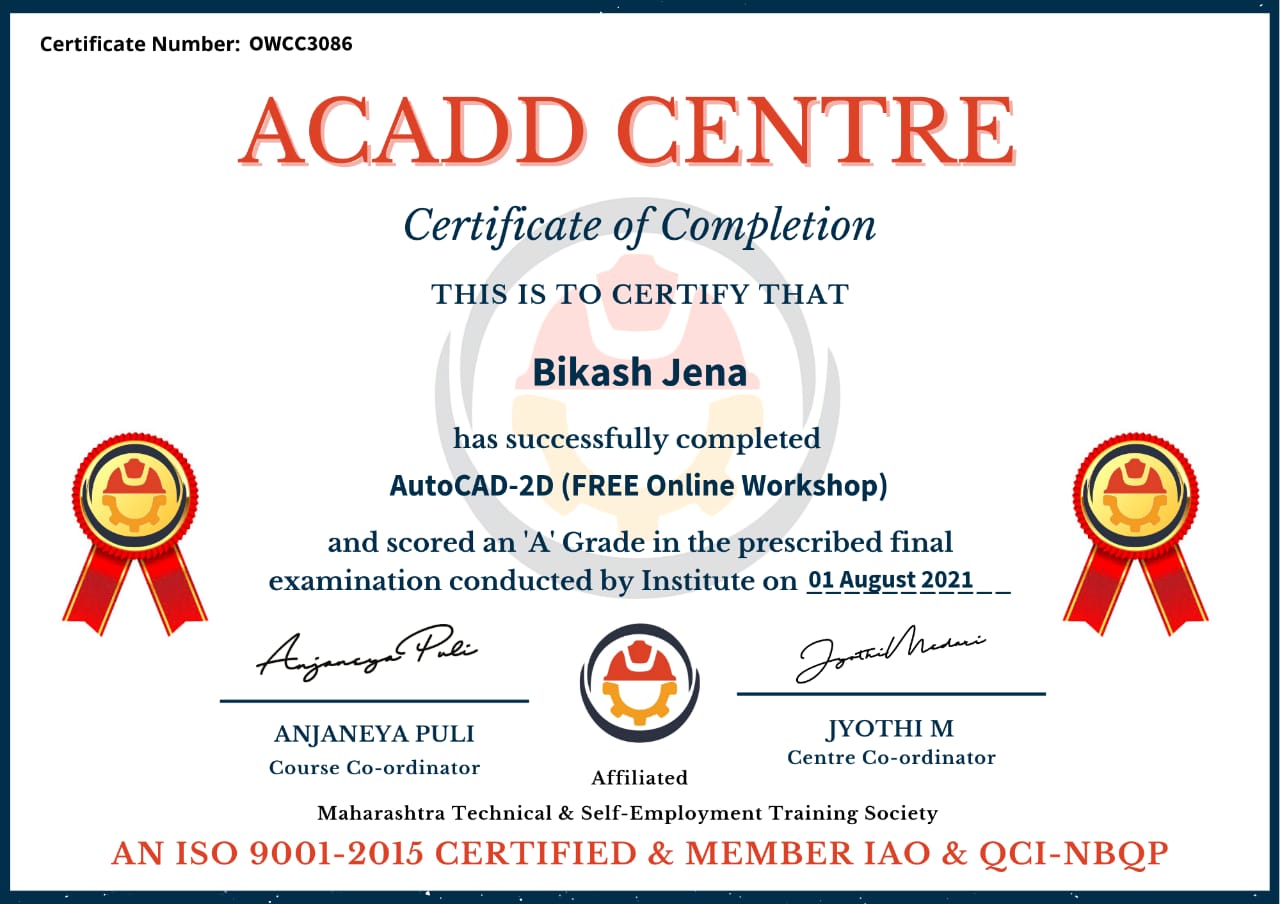 Certificate Number: OWCC3086
ACADD CENTRE
Certificate of Completion
THIS IS TO CERTIFY THAT
Bikash Jena
has successfully completed
AutoCAD-2D (FREE Online Workshop)
and scored an 'A' Grade in the prescribed final
examination conducted by Institute on 01 August 2021
Anjaneya Puli
Jyothi Medari
ANJANEYA PULI
JYOTHI M
Course Co-ordinator
Centre Co-ordinator
Affiliated
Maharashtra Technical & Self-Employment Training Society
AN ISO 9001-2015 CERTIFIED & MEMBER IAO & QCI-NBQP